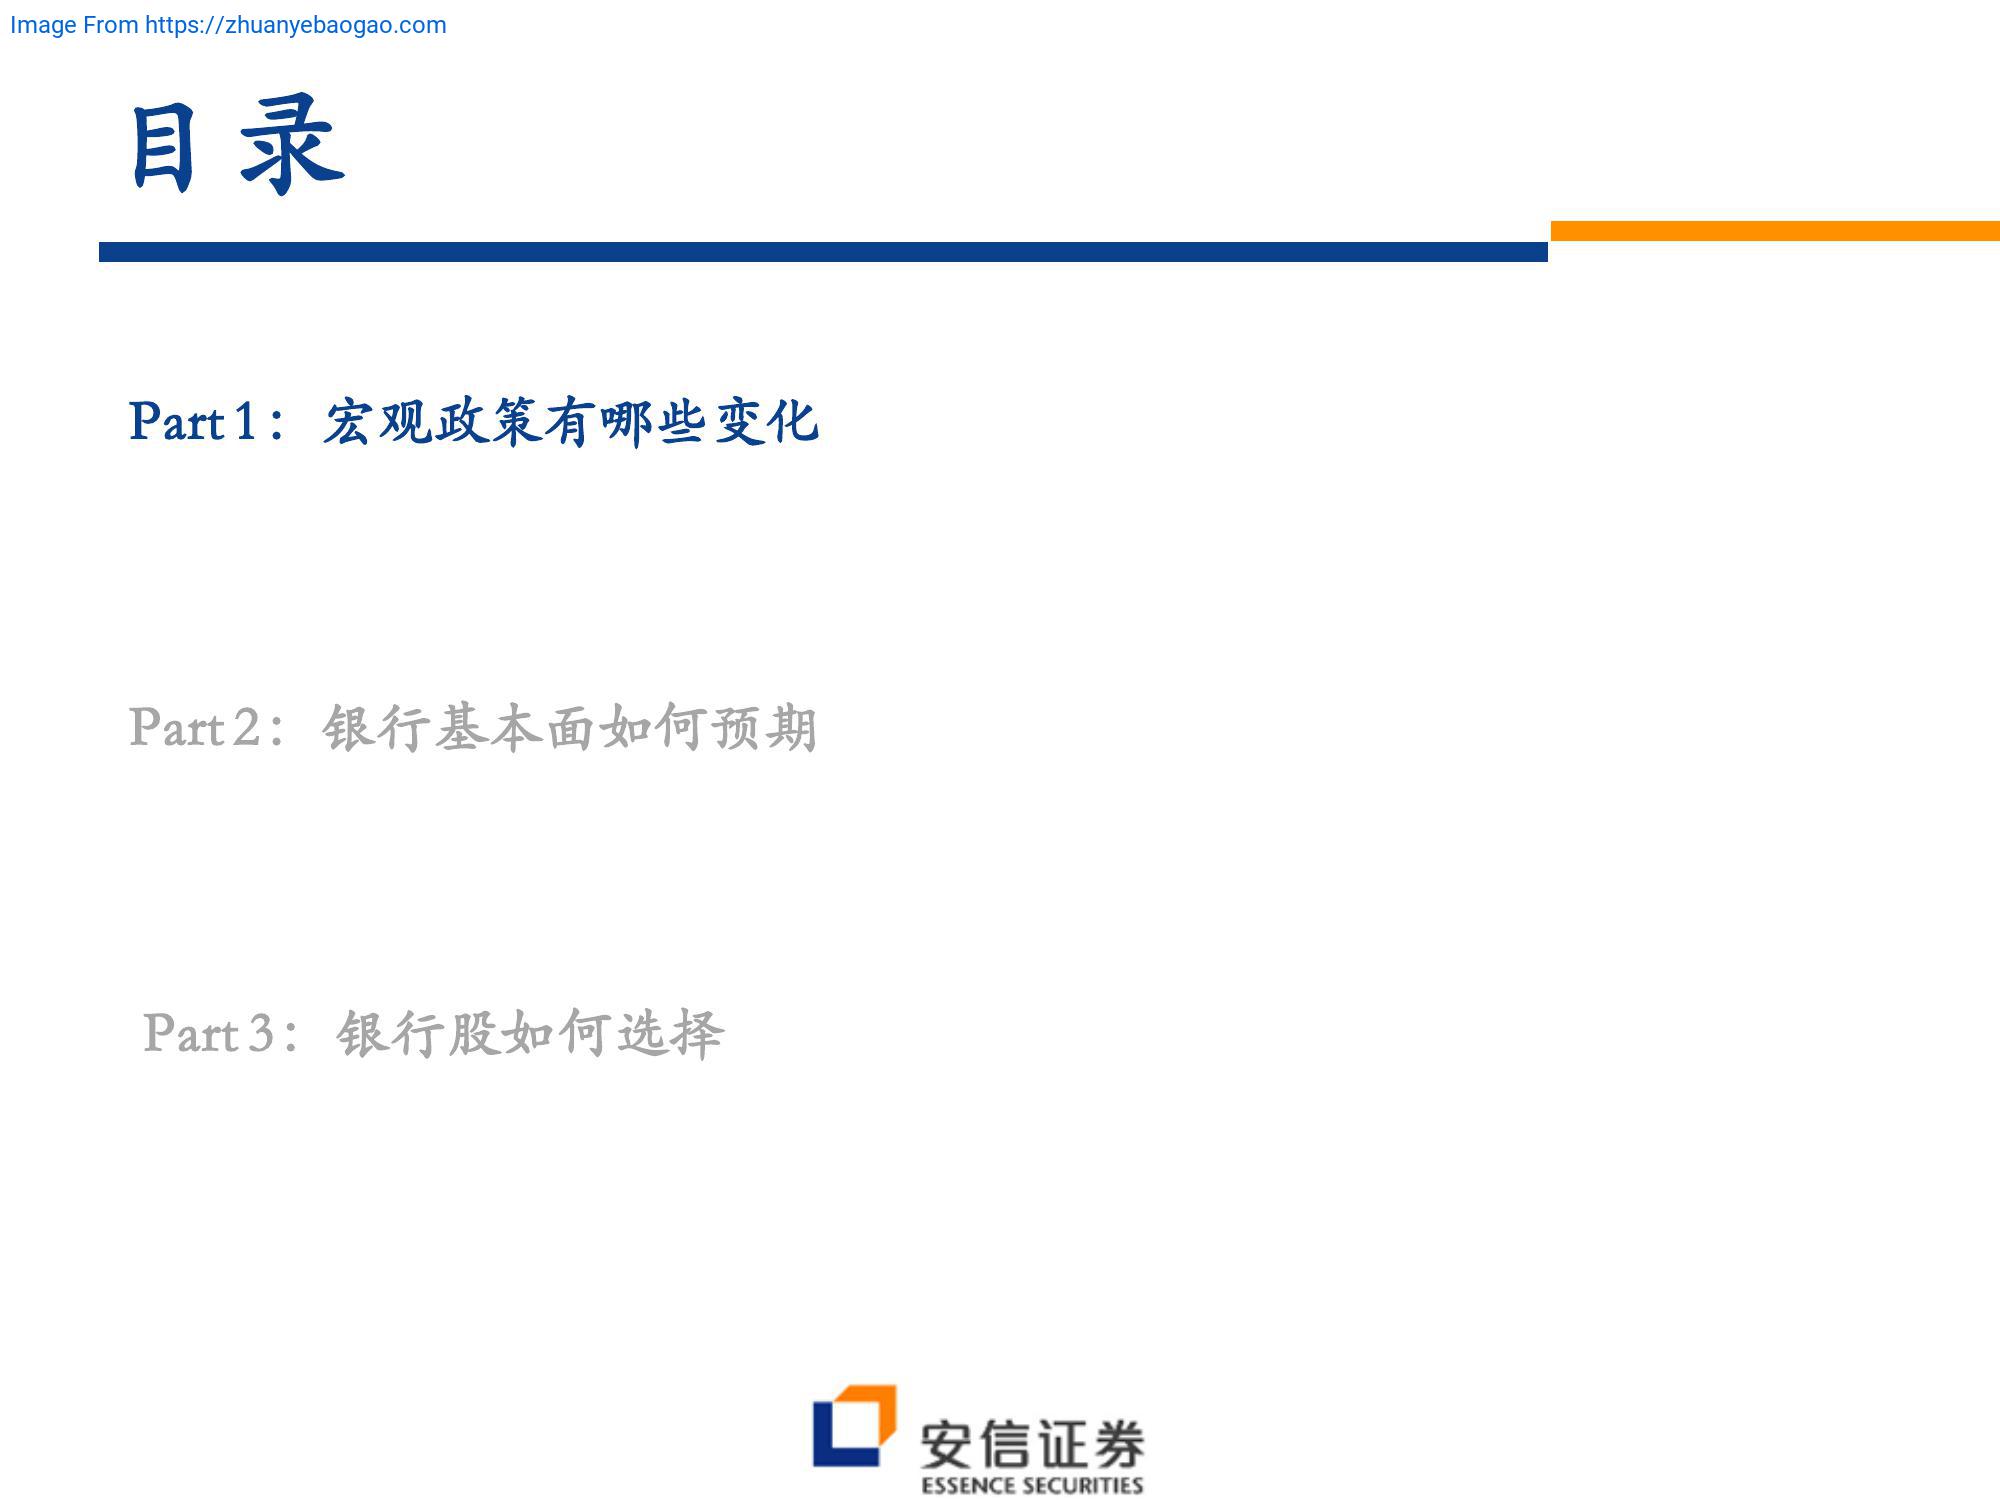 Image From https://zhuanyebaogao.com
目录
Part 1：宏观政策有哪些变化
Part 2：银行基本面如何预期
Part 3：银行股如何选择
安信证券
ESSENCE SECURITIES